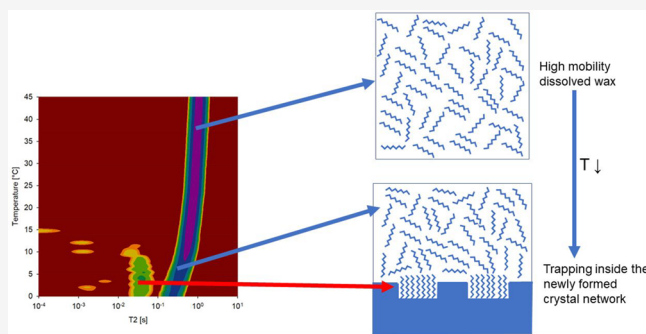 High mobility
dissolved wax
T ↓
Trapping inside the
newly formed
crystal network
Temperature [°C]
45
40
35
30
25
20
15
10
5
0
10⁻⁴ 10⁻³ 10⁻² 10⁻¹ 10⁰ 10¹
T2 [s]